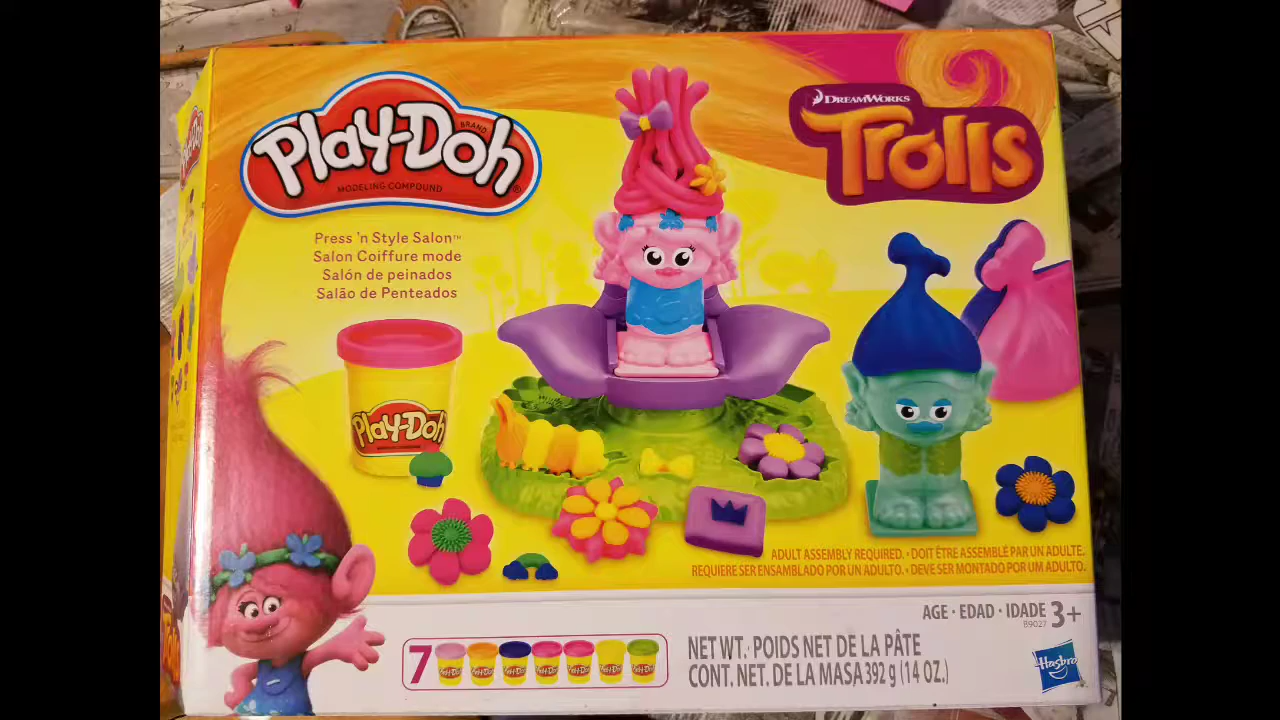 PLAY-DOH
BRAND
MODELING COMPOUND
®
DREAMWORKS
TROLLS
Press 'n Style Salon™
Salon Coiffure mode
Salón de peinados
Salão de Penteados
PLAY-DOH
ADULT ASSEMBLY REQUIRED. • DOIT ÊTRE ASSEMBLÉ PAR UN ADULTE.
REQUIERE SER ENSAMBLADO POR UN ADULTO. • DEVE SER MONTADO POR UM ADULTO.
AGE • EDAD • IDADE 3+
B9027
7
NET WT. • POIDS NET DE LA PÂTE
CONT. NET. DE LA MASA 392 g (14 OZ.)
Hasbro